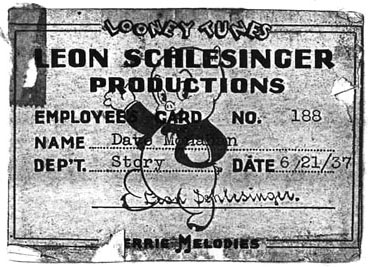 LOONEY TUNES
LEON SCHLESINGER
PRODUCTIONS
EMPLOYEES CARD NO. 188
NAME Dave Monahan
DEP'T. Story DATE 6/21/37
Leon Schlesinger.
MERRIE MELODIES